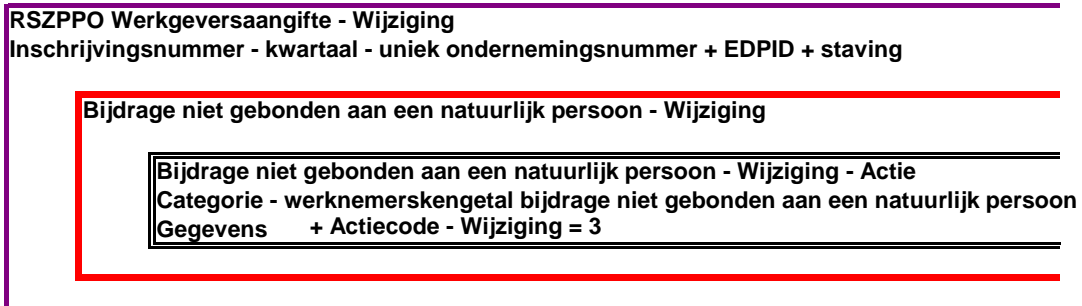 RSZPPO Werkgeversaangifte - Wijziging
Inschrijvingsnummer - kwartaal - uniek ondernemingsnummer + EDPID + staving
Bijdrage niet gebonden aan een natuurlijk persoon - Wijziging
Bijdrage niet gebonden aan een natuurlijk persoon - Wijziging - Actie
Categorie - werknemerskengetal bijdrage niet gebonden aan een natuurlijk persoon
Gegevens + Actiecode - Wijziging = 3